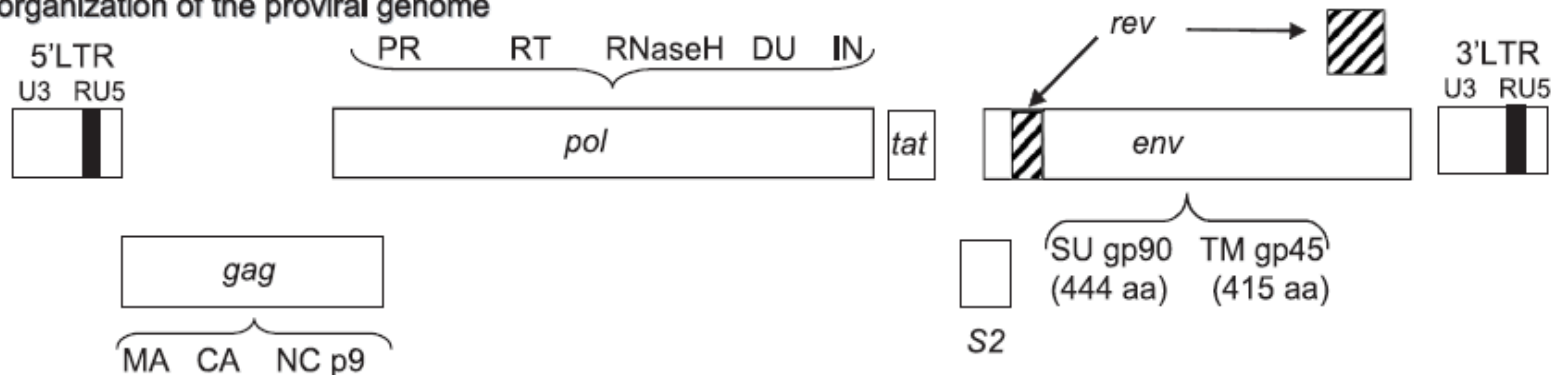 organization of the proviral genome
5'LTR
U3 RU5
PR RT RNaseH DU IN
rev
3'LTR
U3 RU5
pol
tat
env
gag
MA CA NC p9
S2
SU gp90 TM gp45
(444 aa) (415 aa)